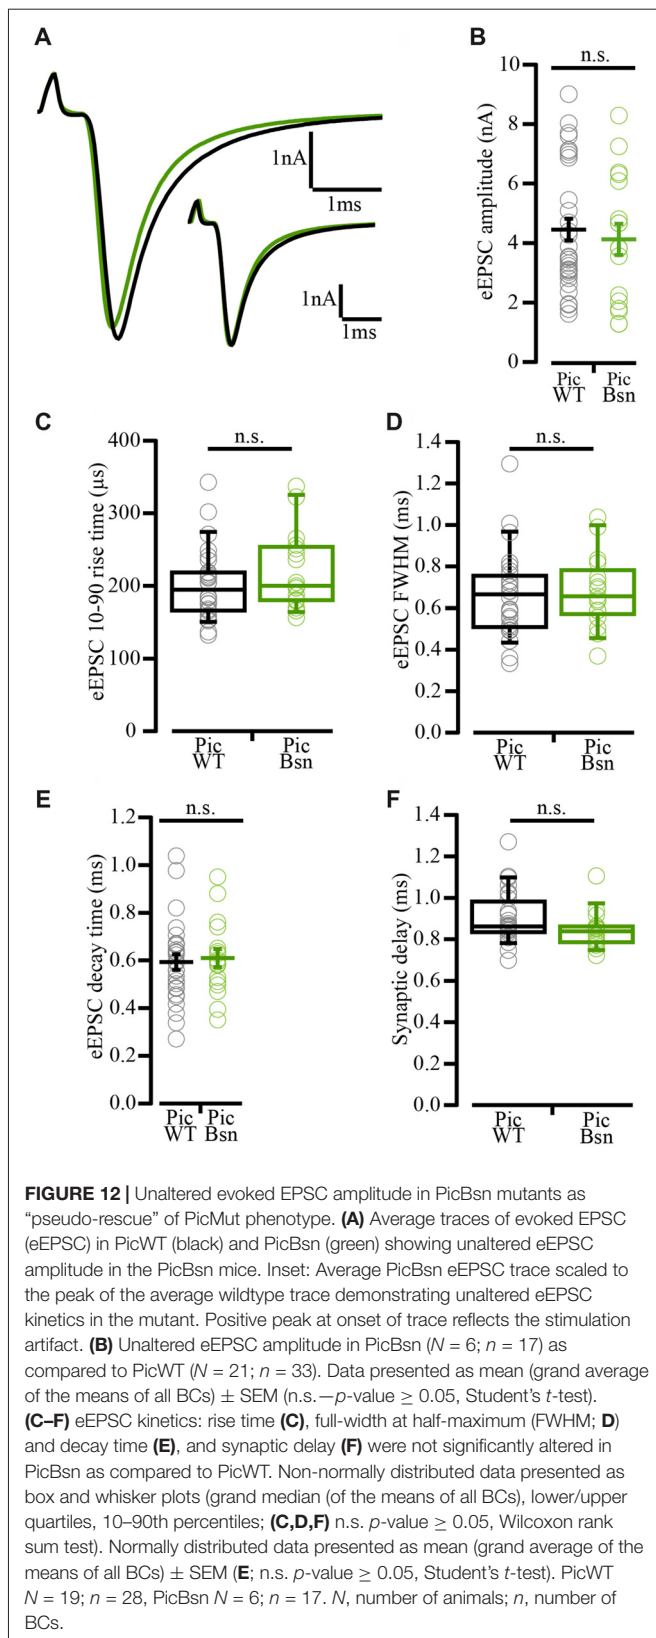 A
1nA
1ms
1nA
1ms
B
n.s.
10
8
6
4
2
0
eEPSC amplitude (nA)
Pic
WT
Pic
Bsn
C
n.s.
400
300
200
100
0
eEPSC 10-90 rise time (µs)
Pic
WT
Pic
Bsn
D
n.s.
1.4
1.2
1.0
0.8
0.6
0.4
0.2
0.0
eEPSC FWHM (ms)
Pic
WT
Pic
Bsn
E
n.s.
1.2
1.0
0.8
0.6
0.4
0.2
0.0
eEPSC decay time (ms)
Pic
WT
Pic
Bsn
F
n.s.
1.4
1.2
1.0
0.8
0.6
0.4
0.2
0.0
Synaptic delay (ms)
Pic
WT
Pic
Bsn
FIGURE 12 | Unaltered evoked EPSC amplitude in PicBsn mutants as
“pseudo-rescue” of PicMut phenotype. (A) Average traces of evoked EPSC
(eEPSC) in PicWT (black) and PicBsn (green) showing unaltered eEPSC
amplitude in the PicBsn mice. Inset: Average PicBsn eEPSC trace scaled to
the peak of the average wildtype trace demonstrating unaltered eEPSC
kinetics in the mutant. Positive peak at onset of trace reflects the stimulation
artifact. (B) Unaltered eEPSC amplitude in PicBsn (N = 6; n = 17) as
compared to PicWT (N = 21; n = 33). Data presented as mean (grand average
of the means of all BCs) ± SEM (n.s.—p-value ≥ 0.05, Student’s t-test).
(C–F) eEPSC kinetics: rise time (C), full-width at half-maximum (FWHM; D)
and decay time (E), and synaptic delay (F) were not significantly altered in
PicBsn as compared to PicWT. Non-normally distributed data presented as
box and whisker plots (grand median (of the means of all BCs), lower/upper
quartiles, 10–90th percentiles; (C,D,F) n.s. p-value ≥ 0.05, Wilcoxon rank
sum test). Normally distributed data presented as mean (grand average of the
means of all BCs) ± SEM (E; n.s. p-value ≥ 0.05, Student’s t-test). PicWT
N = 19; n = 28, PicBsn N = 6; n = 17. N, number of animals; n, number of
BCs.